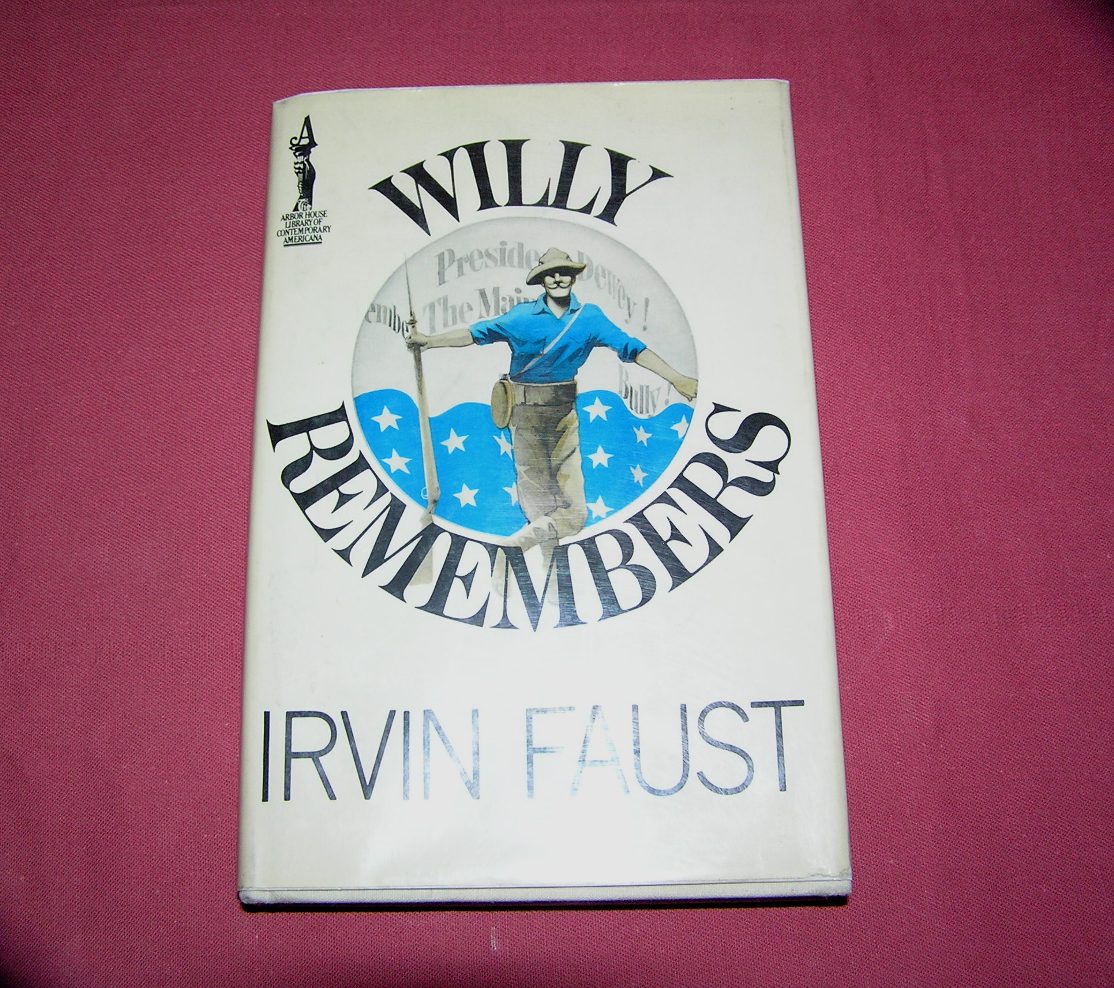 A
ARBOR HOUSE
LIBRARY OF
CONTEMPORARY
AMERICANA
WILLY
Preside Dewey!
embe The Mai
Bully!
REMEMBERS
IRVIN FAUST